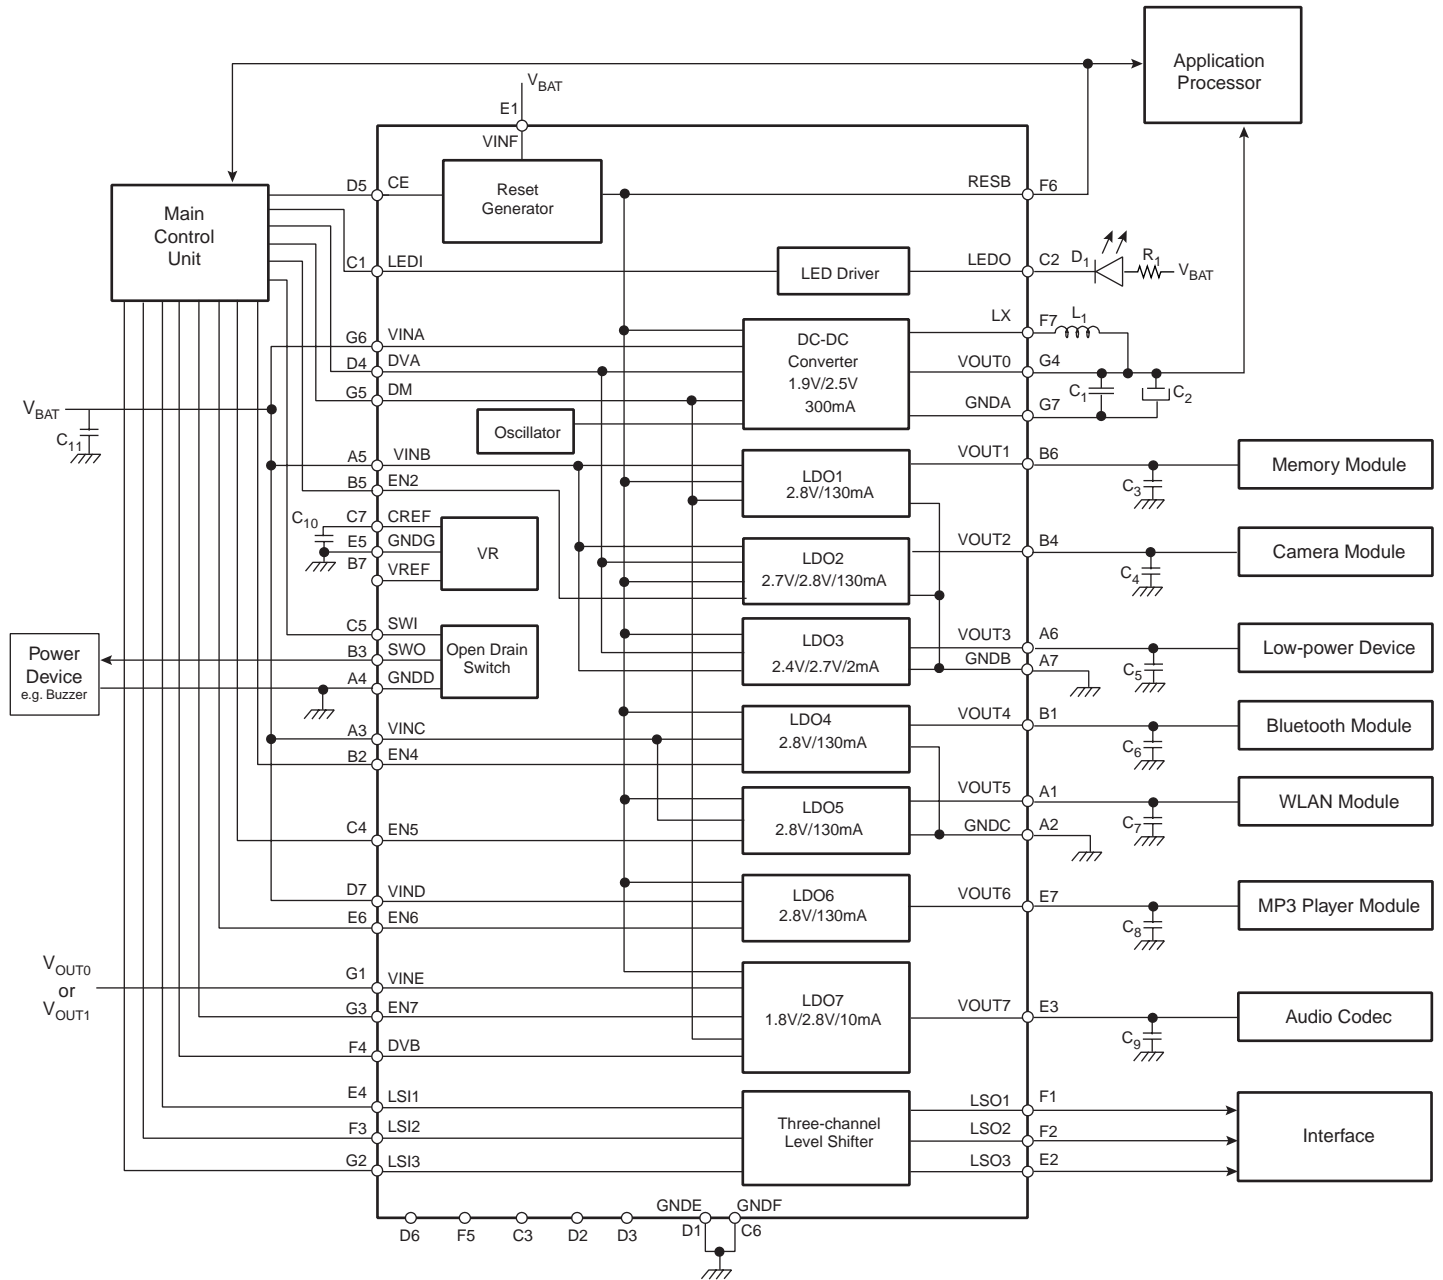 Application
Processor
VBAT
E1
VINF
Main
Control
Unit
D5
CE
Reset
Generator
RESB
F6
C1
LEDI
LED Driver
LEDO
C2
D1
R1
VBAT
G6
VINA
D4
DVA
G5
DM
DC-DC
Converter
1.9V/2.5V
300mA
LX
F7
L1
VOUT0
G4
GNDA
G7
C1
C2
VBAT
C11
Oscillator
A5
VINB
B5
EN2
LDO1
2.8V/130mA
VOUT1
B6
C3
Memory Module
C10
C7
CREF
E5
GNDG
B7
VREF
VR
LDO2
2.7V/2.8V/130mA
VOUT2
B4
C4
Camera Module
Power
Device
e.g. Buzzer
C5
SWI
B3
SWO
A4
GNDD
Open Drain
Switch
LDO3
2.4V/2.7V/2mA
VOUT3
A6
GNDB
A7
C5
Low-power Device
A3
VINC
B2
EN4
LDO4
2.8V/130mA
VOUT4
B1
C6
Bluetooth Module
C4
EN5
LDO5
2.8V/130mA
VOUT5
A1
GNDC
A2
C7
WLAN Module
D7
VIND
E6
EN6
LDO6
2.8V/130mA
VOUT6
E7
C8
MP3 Player Module
VOUT0
or
VOUT1
G1
VINE
G3
EN7
F4
DVB
LDO7
1.8V/2.8V/10mA
VOUT7
E3
C9
Audio Codec
E4
LSI1
F3
LSI2
G2
LSI3
Three-channel
Level Shifter
LSO1
F1
LSO2
F2
LSO3
E2
Interface
GNDE
GNDF
D6
F5
C3
D2
D3
D1
C6